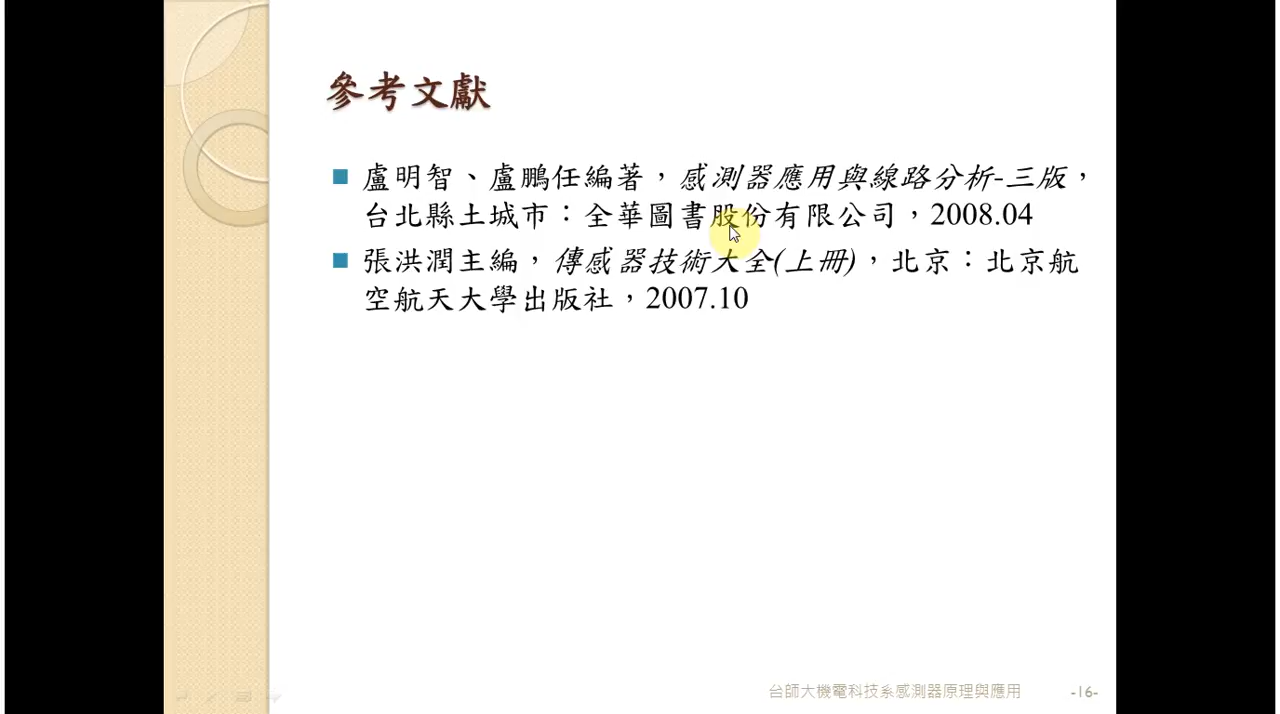 參考文獻
盧明智、盧鵬任編著，感測器應用與線路分析-三版，
台北縣土城市：全華圖書股份有限公司，2008.04
張洪潤主編，傳感器技術大全(上冊)，北京：北京航
空航天大學出版社，2007.10
台師大機電科技系感測器原理與應用
-16-